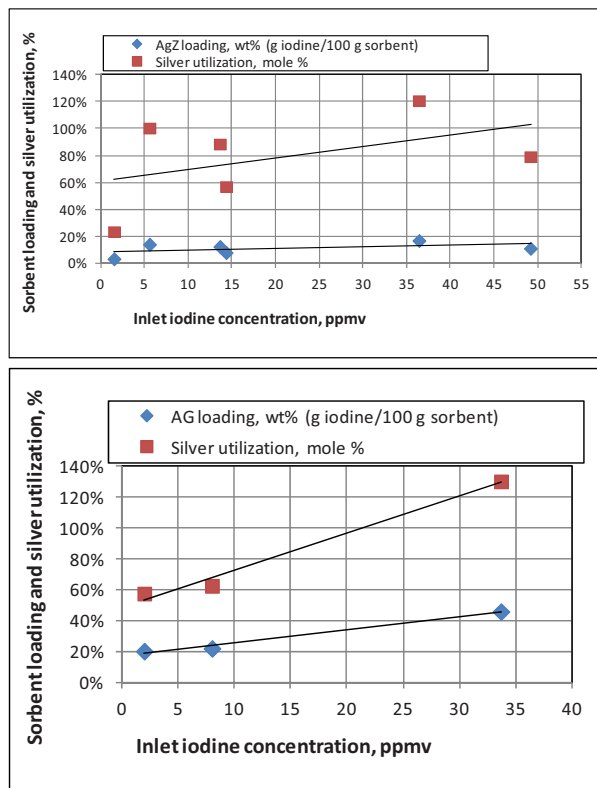 AgZ loading, wt% (g iodine/100 g sorbent)
Silver utilization, mole %
Sorbent loading and silver utilization, %
140%
120%
100%
80%
60%
40%
20%
0%
0 5 10 15 20 25 30 35 40 45 50 55
Inlet iodine concentration, ppmv
AG loading, wt% (g iodine/100 g sorbent)
Silver utilization, mole %
Sorbent loading and silver utilization, %
140%
120%
100%
80%
60%
40%
20%
0%
0 5 10 15 20 25 30 35 40
Inlet iodine concentration, ppmv